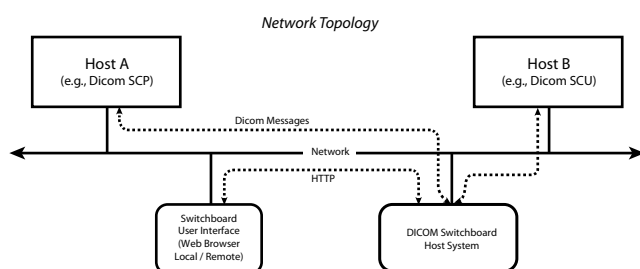 Network Topology
Host A
(e.g., Dicom SCP)
Host B
(e.g., Dicom SCU)
Dicom Messages
Network
HTTP
Switchboard
User Interface
(Web Browser
Local / Remote)
DICOM Switchboard
Host System